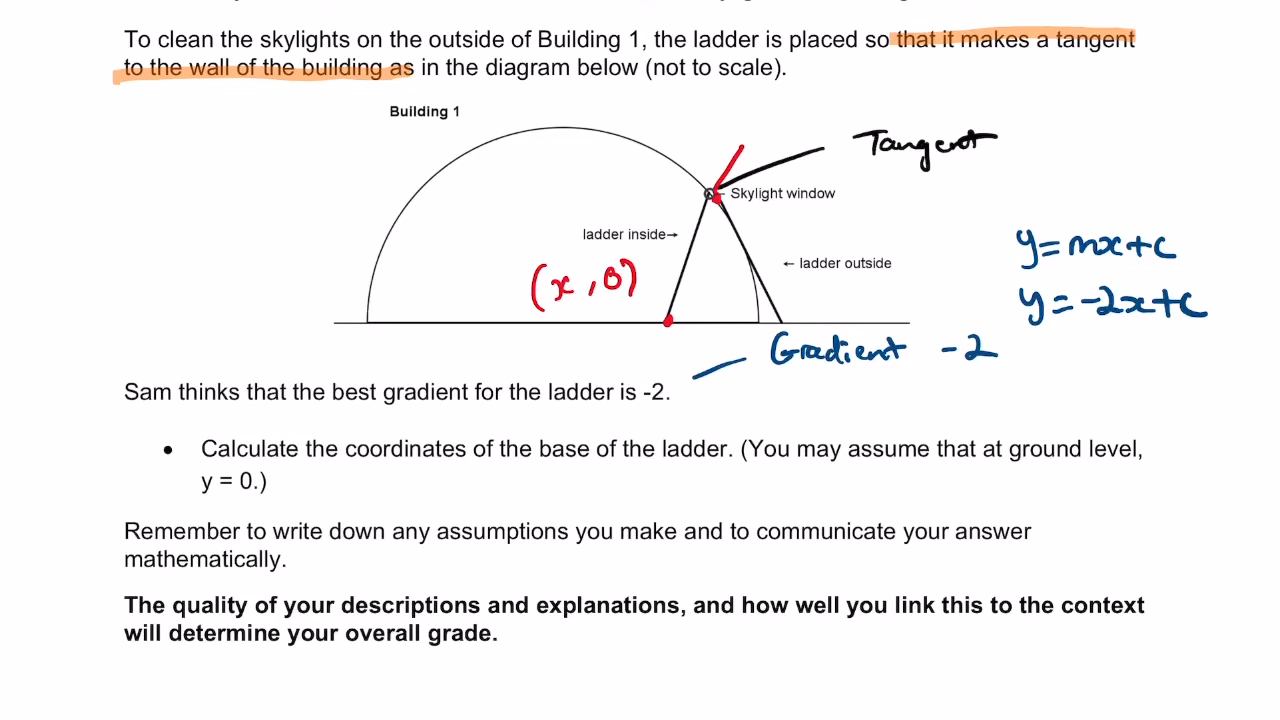 To clean the skylights on the outside of Building 1, the ladder is placed so that it makes a tangent
to the wall of the building as in the diagram below (not to scale).
Building 1
Tangent
Skylight window
ladder inside→
← ladder outside
y=mx+c
(x, 0)
y=-2x+c
Gradient -2
Sam thinks that the best gradient for the ladder is -2.
• Calculate the coordinates of the base of the ladder. (You may assume that at ground level,
y = 0.)
Remember to write down any assumptions you make and to communicate your answer
mathematically.
The quality of your descriptions and explanations, and how well you link this to the context
will determine your overall grade.